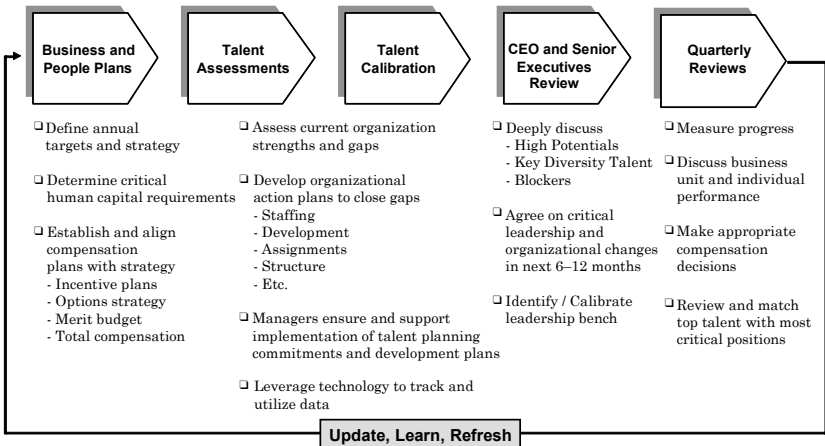 Business and
People Plans
Talent
Assessments
Talent
Calibration
CEO and Senior
Executives
Review
Quarterly
Reviews
❑ Define annual
targets and strategy
❑ Determine critical
human capital requirements
❑ Establish and align
compensation
plans with strategy
- Incentive plans
- Options strategy
- Merit budget
- Total compensation
❑ Assess current organization
strengths and gaps
❑ Develop organizational
action plans to close gaps
- Staffing
- Development
- Assignments
- Structure
- Etc.
❑ Managers ensure and support
implementation of talent planning
commitments and development plans
❑ Leverage technology to track and
utilize data
❑ Deeply discuss
- High Potentials
- Key Diversity Talent
- Blockers
❑ Agree on critical
leadership and
organizational changes
in next 6–12 months
❑ Identify / Calibrate
leadership bench
❑ Measure progress
❑ Discuss business
unit and individual
performance
❑ Make appropriate
compensation
decisions
❑ Review and match
top talent with most
critical positions
Update, Learn, Refresh